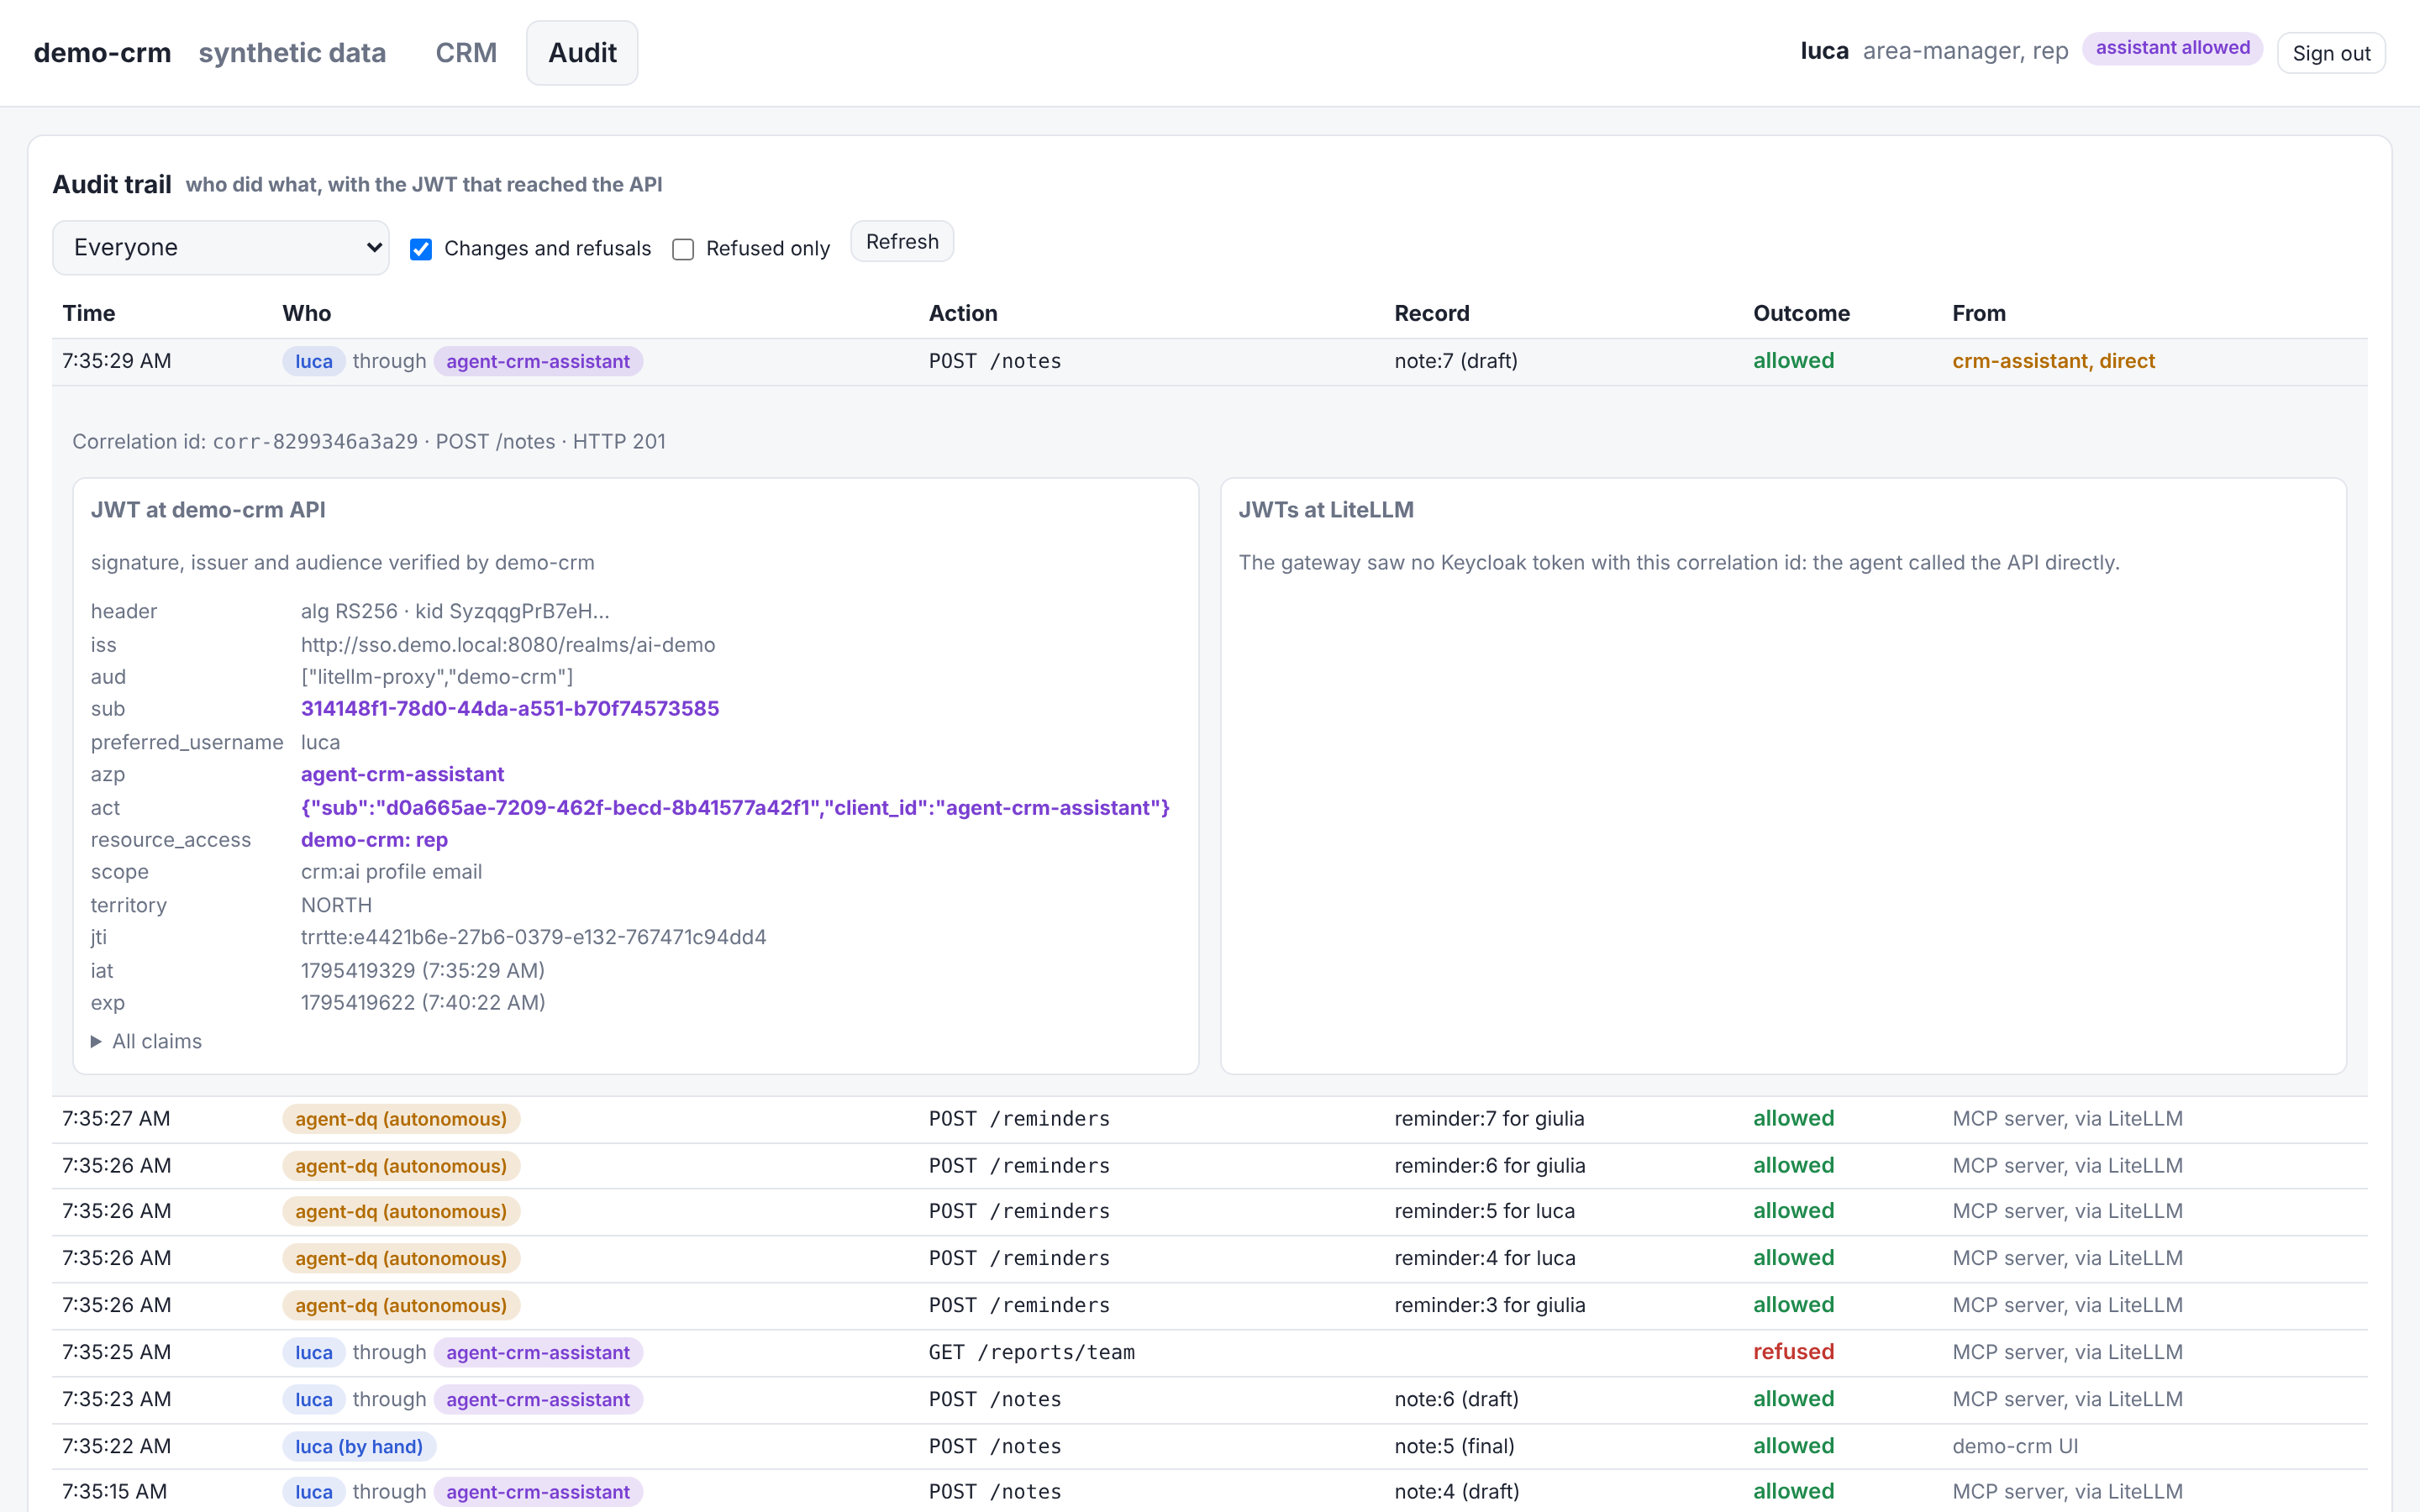 demo-crm synthetic data CRM Audit luca area-manager, rep assistant allowed Sign out
Audit trail who did what, with the JWT that reached the API
Everyone Changes and refusals Refused only Refresh
Time Who Action Record Outcome From
7:35:29 AM luca through agent-crm-assistant POST /notes note:7 (draft) allowed crm-assistant, direct
Correlation id: corr-8299346a3a29 · POST /notes · HTTP 201
JWT at demo-crm API
signature, issuer and audience verified by demo-crm
header alg RS256 · kid SyzqqgPrB7eH...
iss http://sso.demo.local:8080/realms/ai-demo
aud ["litellm-proxy","demo-crm"]
sub 314148f1-78d0-44da-a551-b70f74573585
preferred_username luca
azp agent-crm-assistant
act {"sub":"d0a665ae-7209-462f-becd-8b41577a42f1","client_id":"agent-crm-assistant"}
resource_access demo-crm: rep
scope crm:ai profile email
territory NORTH
jti trrtte:e4421b6e-27b6-0379-e132-767471c94dd4
iat 1795419329 (7:35:29 AM)
exp 1795419622 (7:40:22 AM)
All claims
JWTs at LiteLLM
The gateway saw no Keycloak token with this correlation id: the agent called the API directly.
7:35:27 AM agent-dq (autonomous) POST /reminders reminder:7 for giulia allowed MCP server, via LiteLLM
7:35:26 AM agent-dq (autonomous) POST /reminders reminder:6 for giulia allowed MCP server, via LiteLLM
7:35:26 AM agent-dq (autonomous) POST /reminders reminder:5 for luca allowed MCP server, via LiteLLM
7:35:26 AM agent-dq (autonomous) POST /reminders reminder:4 for luca allowed MCP server, via LiteLLM
7:35:26 AM agent-dq (autonomous) POST /reminders reminder:3 for giulia allowed MCP server, via LiteLLM
7:35:25 AM luca through agent-crm-assistant GET /reports/team refused MCP server, via LiteLLM
7:35:23 AM luca through agent-crm-assistant POST /notes note:6 (draft) allowed MCP server, via LiteLLM
7:35:22 AM luca (by hand) POST /notes note:5 (final) allowed demo-crm UI
7:35:15 AM luca through agent-crm-assistant POST /notes note:4 (draft) allowed MCP server, via LiteLLM